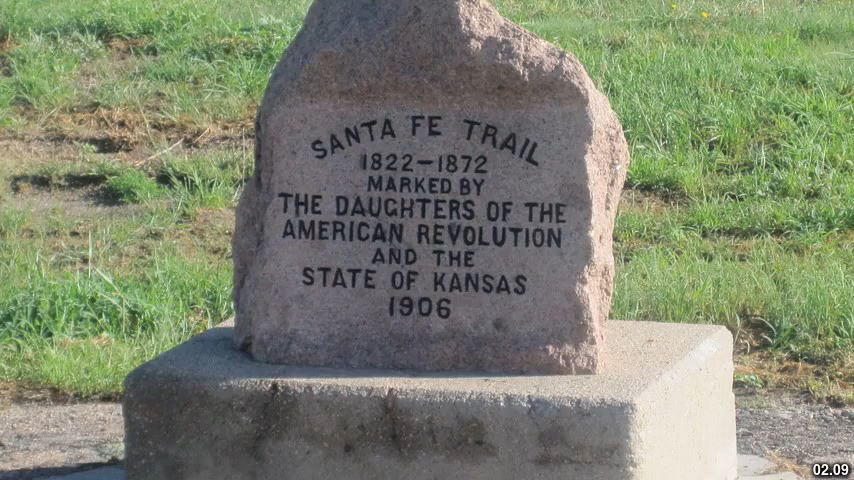 SANTA FE TRAIL
1822-1872
MARKED BY
THE DAUGHTERS OF THE
AMERICAN REVOLUTION
AND THE
STATE OF KANSAS
1906
02.09